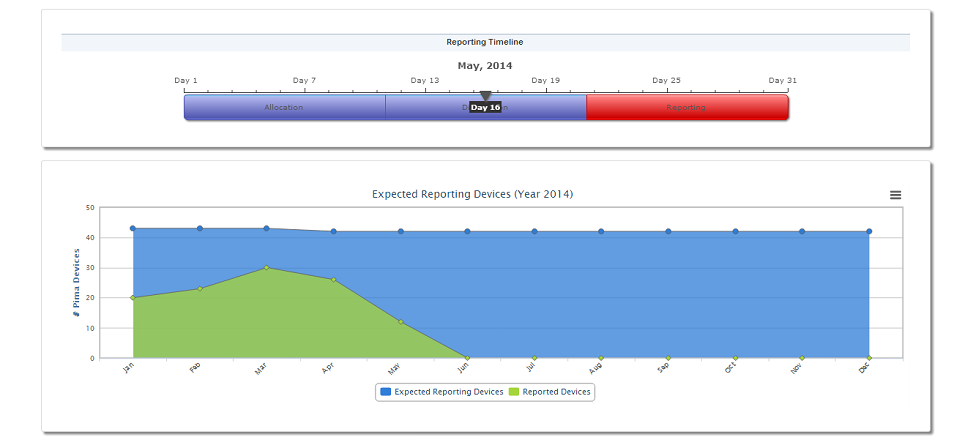 Reporting Timeline
May, 2014
Day 1 Day 7 Day 13 Day 19 Day 25 Day 31
Allocation Day 16 Reporting
Expected Reporting Devices (Year 2014)
50
40
30
20
10
0
# Pima Devices
Jan Feb Mar Apr May Jun Jul Aug Sep Oct Nov Dec
Expected Reporting Devices Reported Devices